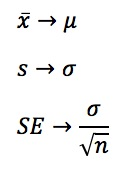 x̄ → μ
s → σ
SE → σ/√n